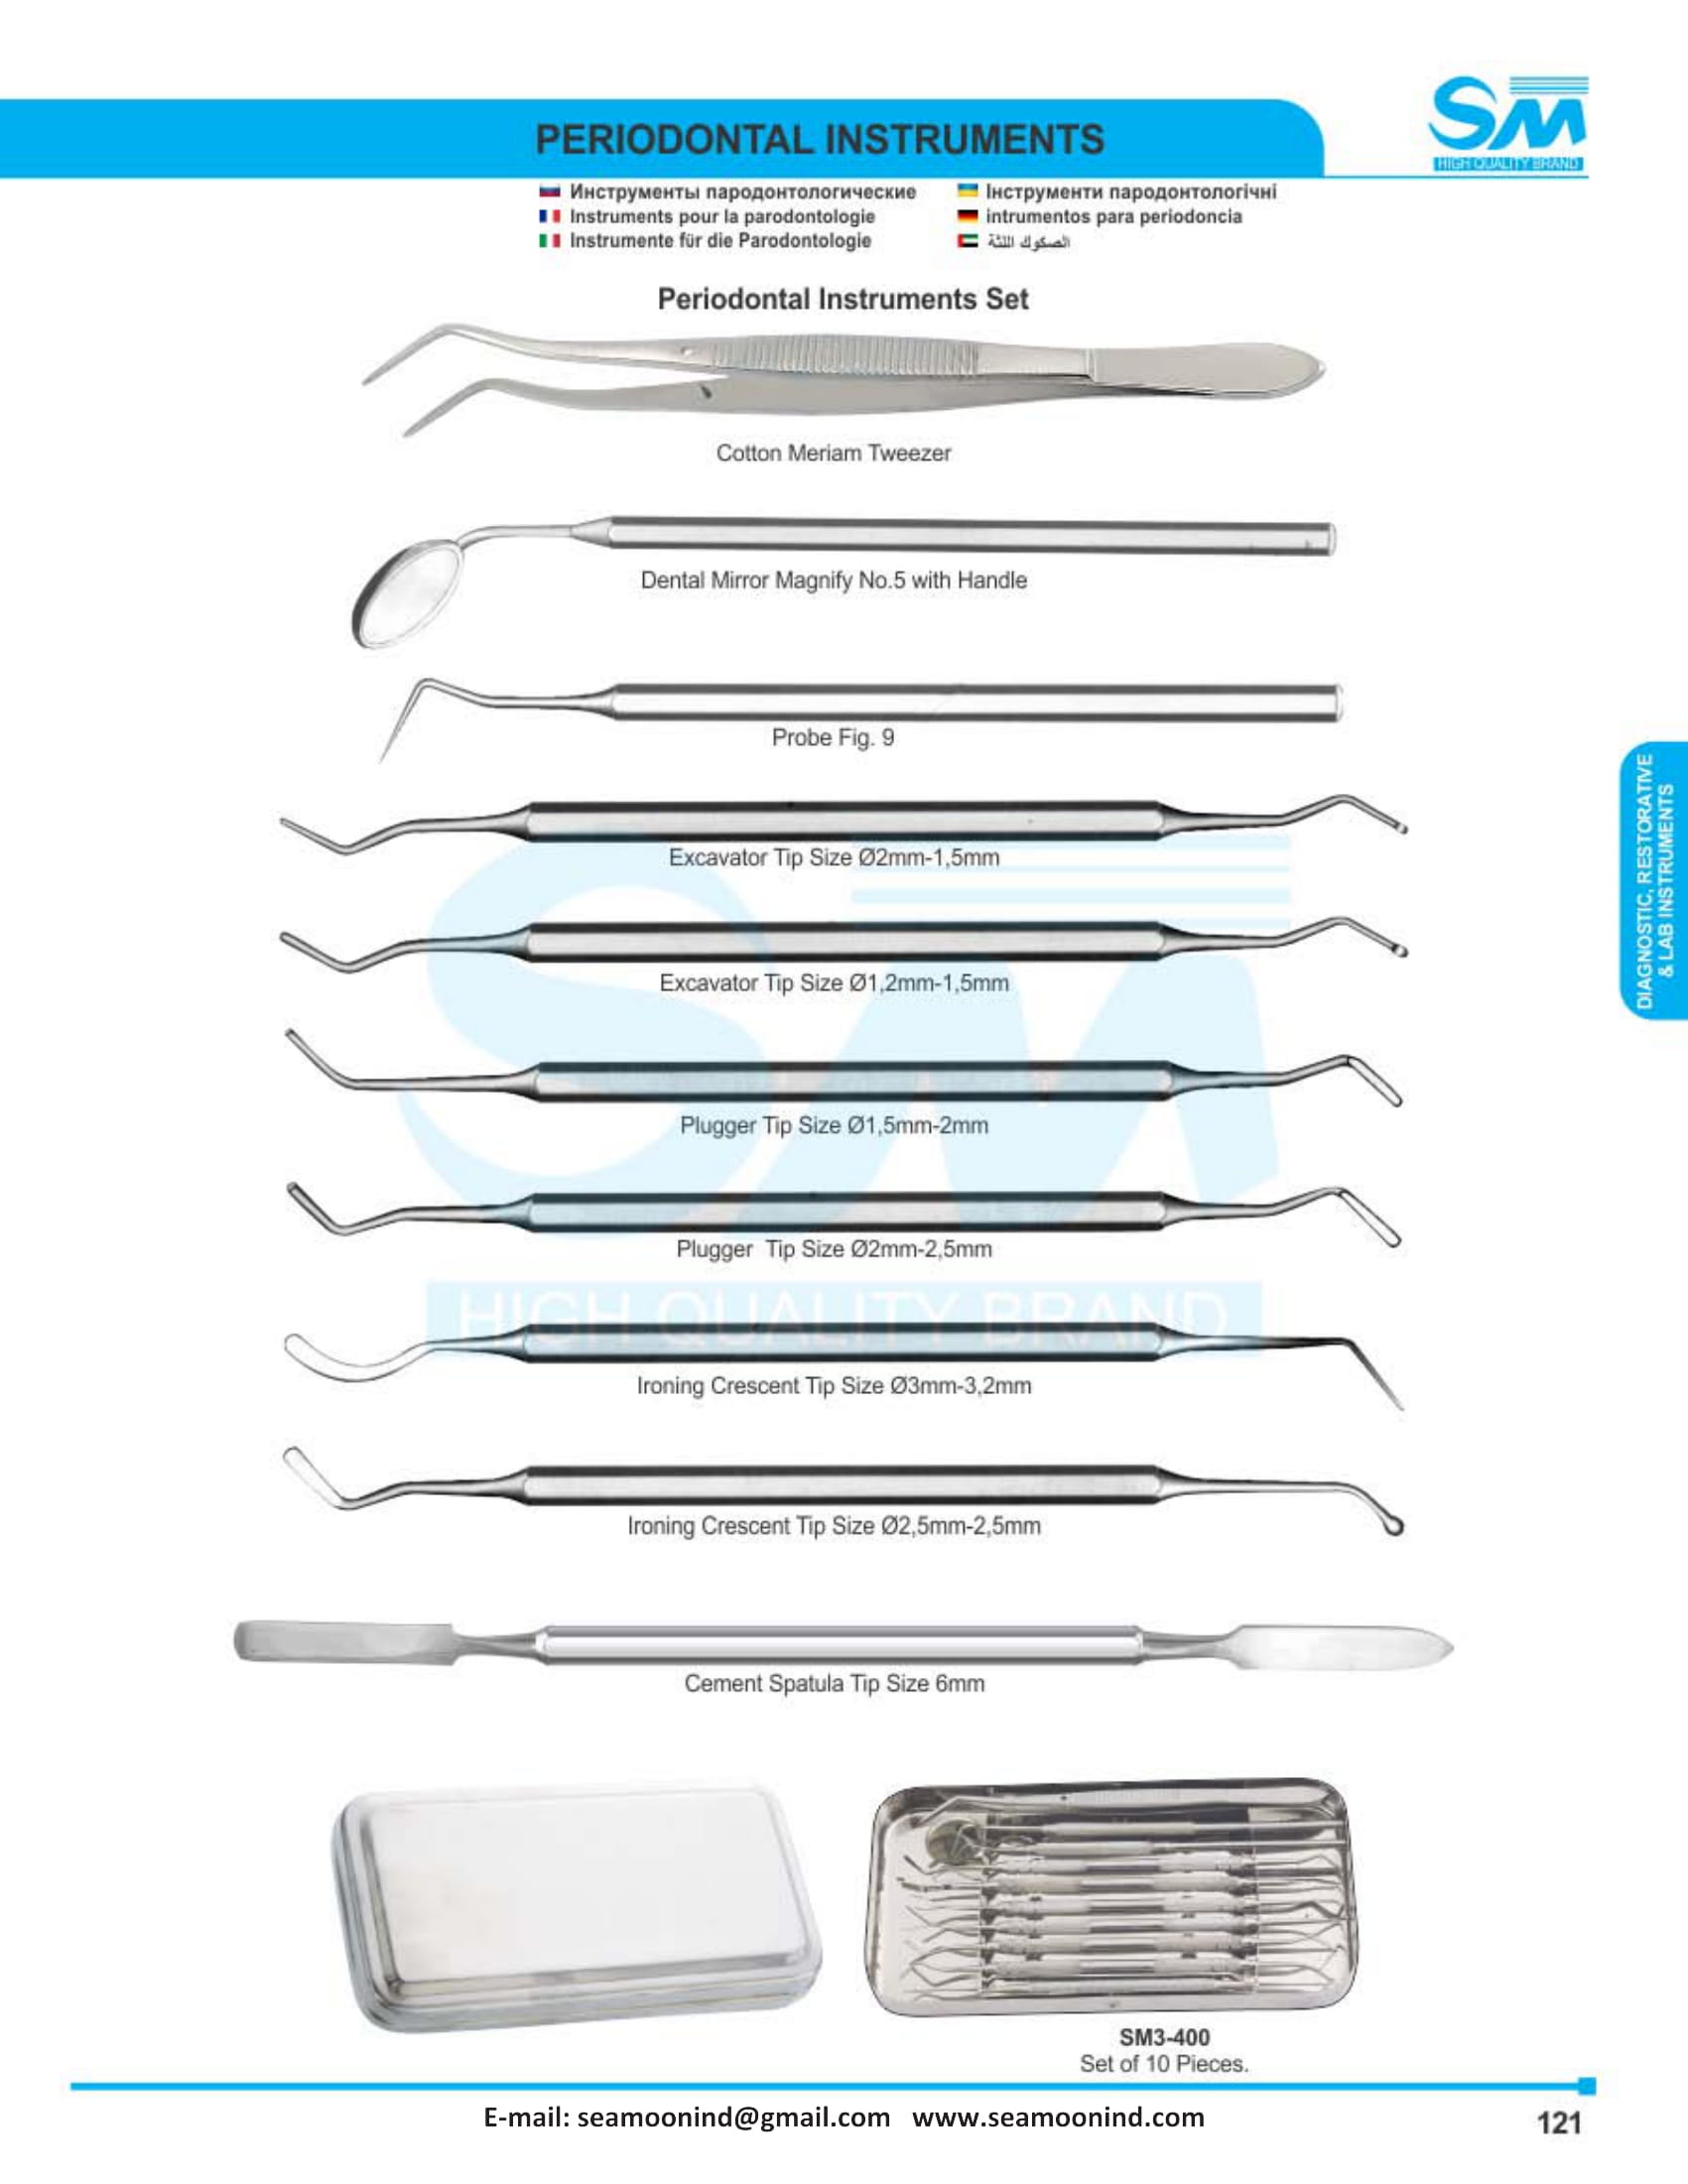 SM
HIGH QUALITY BRAND
PERIODONTAL INSTRUMENTS
Инструменты пародонтологические
Instruments pour la parodontologie
Instrumente für die Parodontologie
Інструменти пародонтологічні
intrumentos para periodoncia
الصكوك اللثة
Periodontal Instruments Set
Cotton Meriam Tweezer
Dental Mirror Magnify No.5 with Handle
Probe Fig. 9
Excavator Tip Size Ø2mm-1,5mm
Excavator Tip Size Ø1,2mm-1,5mm
Plugger Tip Size Ø1,5mm-2mm
Plugger Tip Size Ø2mm-2,5mm
SM
HIGH QUALITY BRAND
Ironing Crescent Tip Size Ø3mm-3,2mm
Ironing Crescent Tip Size Ø2,5mm-2,5mm
Cement Spatula Tip Size 6mm
DIAGNOSTIC, RESTORATIVE
& LAB INSTRUMENTS
SM3-400
Set of 10 Pieces.
E-mail: seamoonind@gmail.com www.seamoonind.com
121